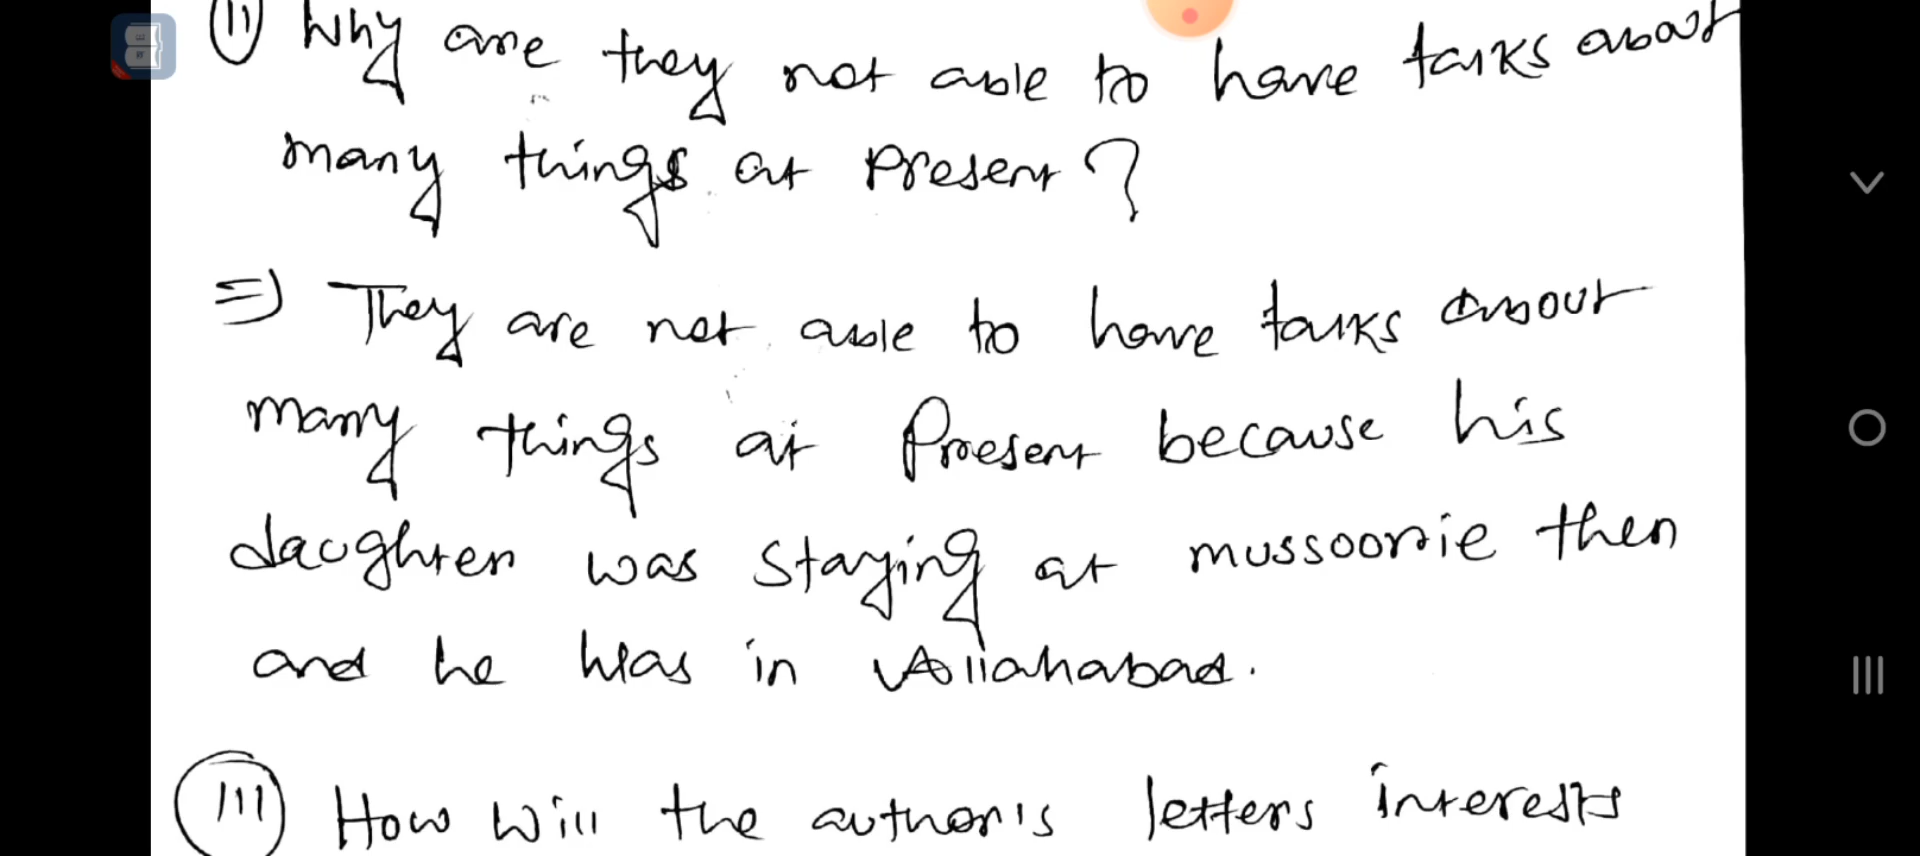 (ii) Why are they not able to have talks about
many things at present?
⇒ They are not able to have talks about
many things at Present because his
daughter was staying at mussoorie then
and he was in Allahabad.
(iii) How will the author's letters interests